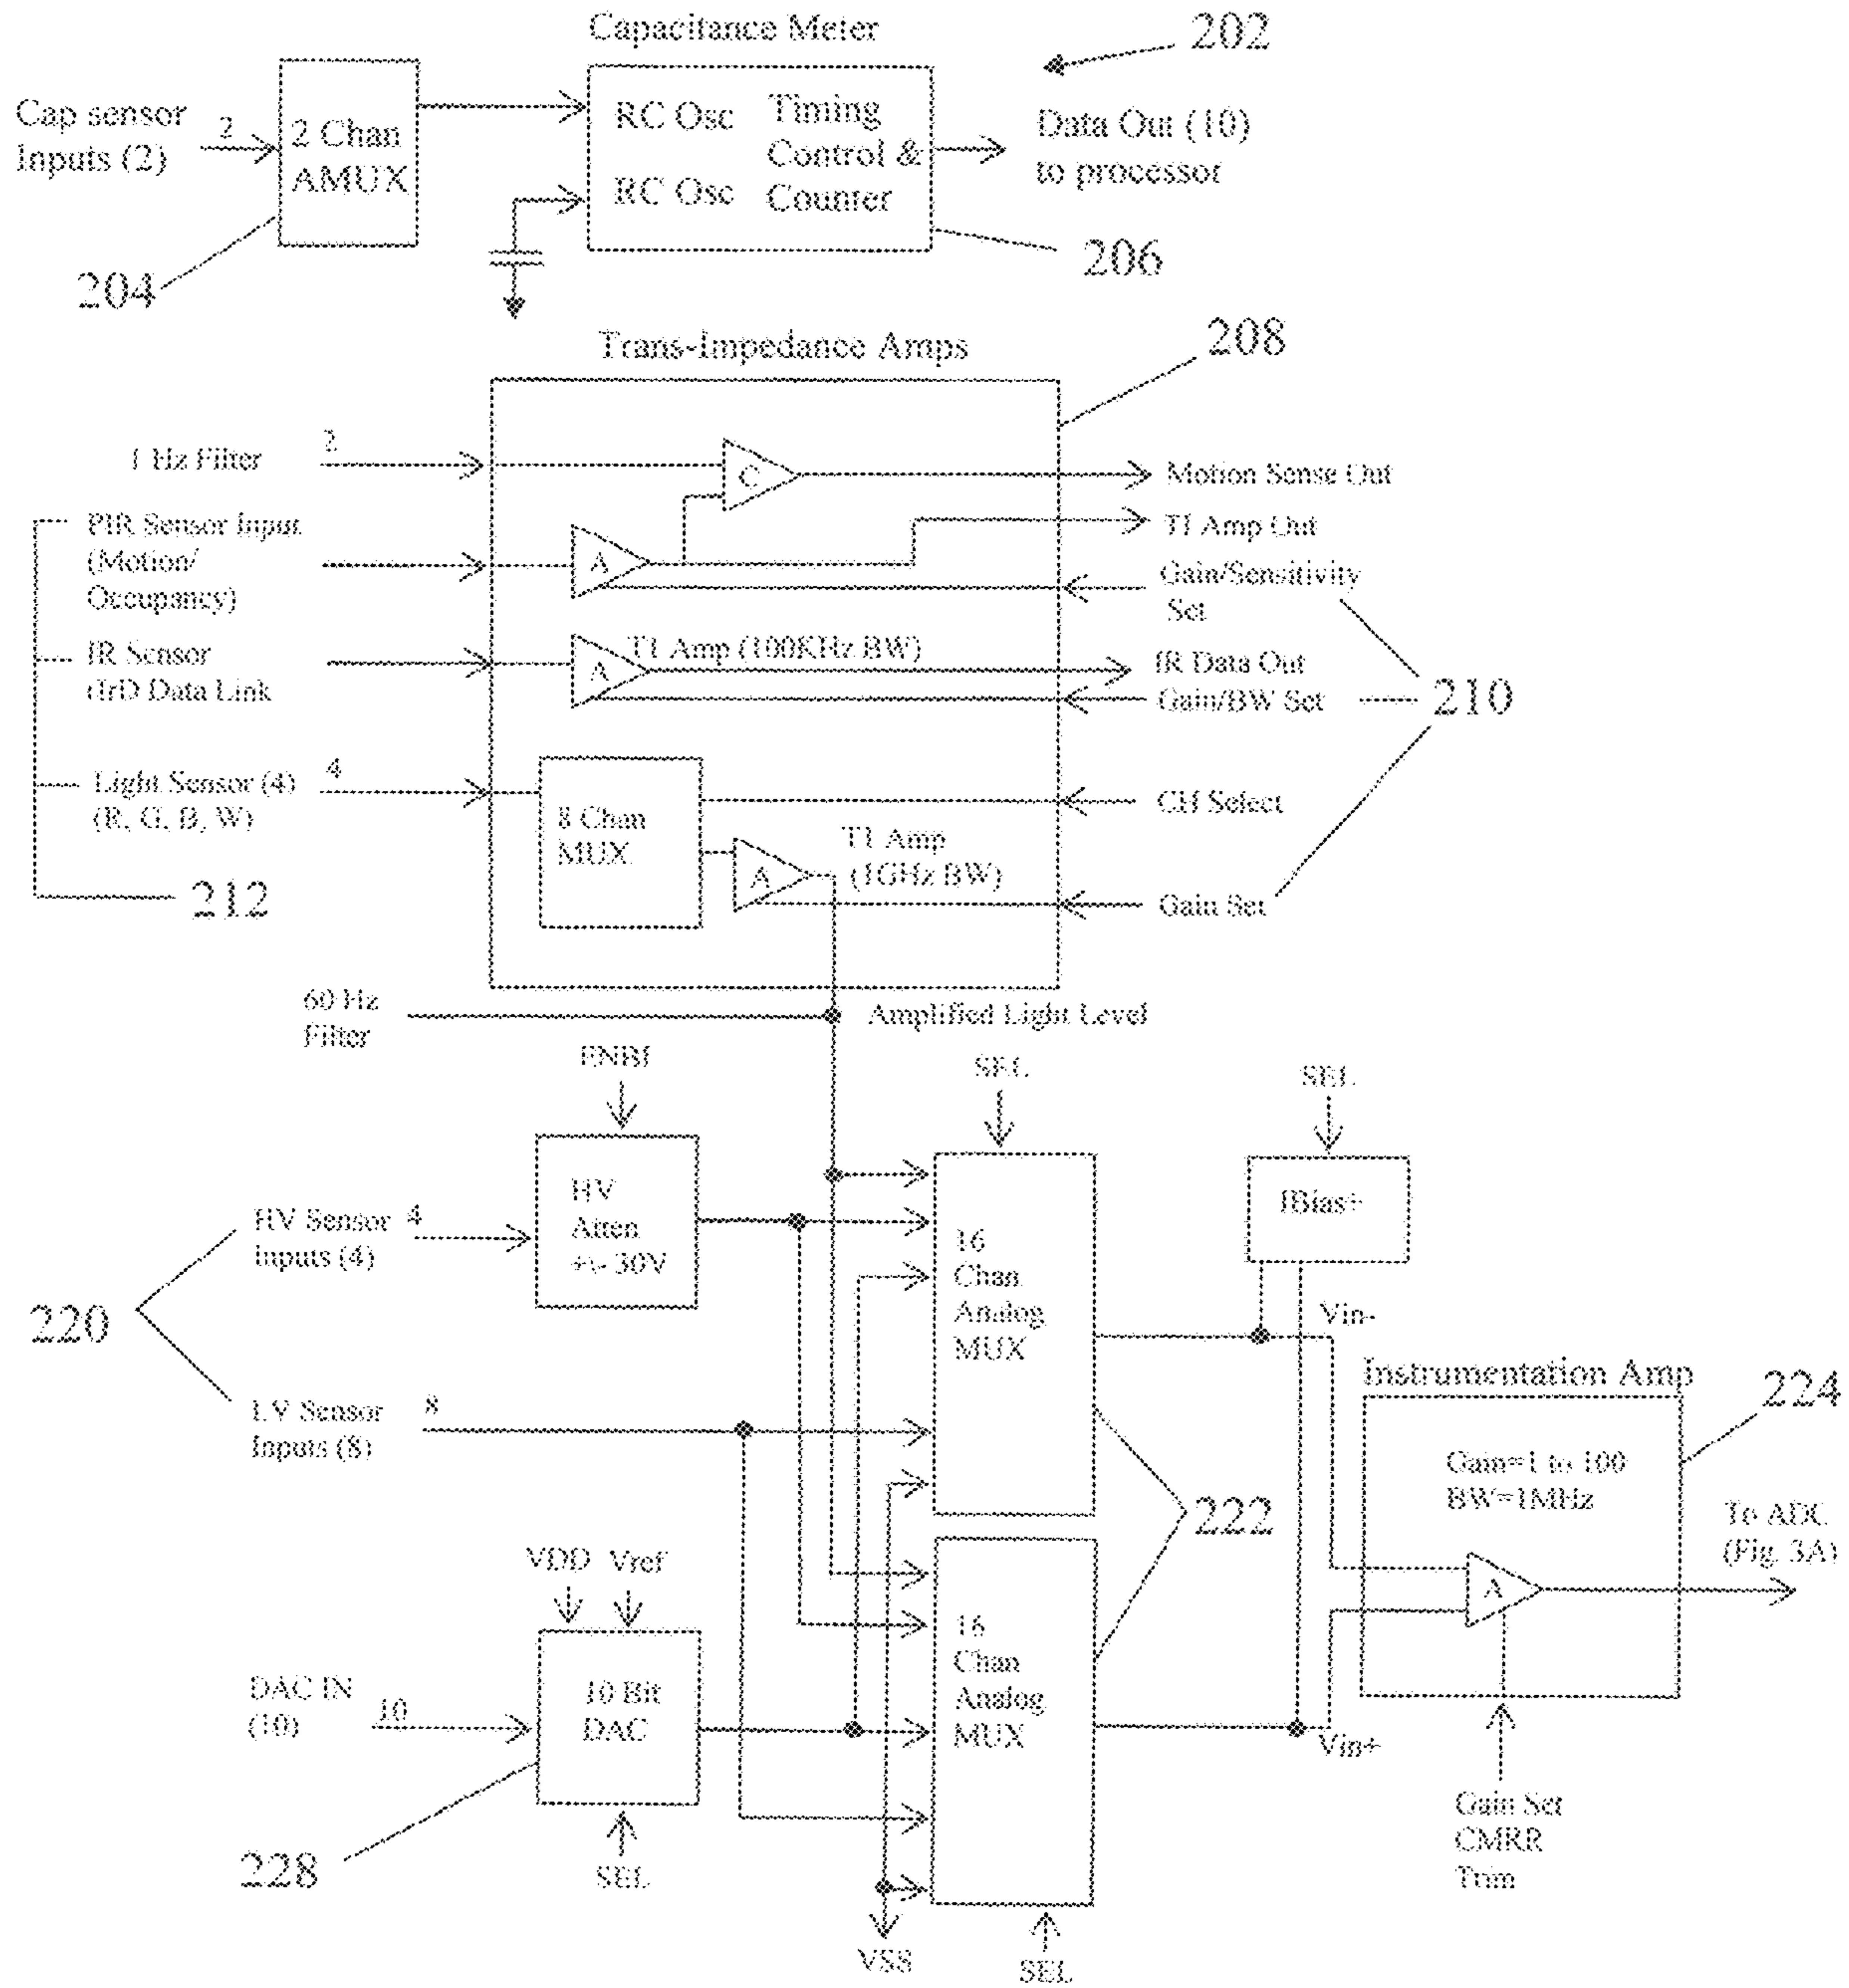 Capacitance Meter
202
Cap sensor
Inputs (2)
2
2 Chan
AMUX
RC Osc
RC Osc
Timing
Control &
Counter
Data Out (10)
to processor
204
206
Trans-Impedance Amps
208
1 Hz Filter
2
C
Motion Sense Out
PIR Sensor Input
(Motion/
Occupancy)
A
TI Amp Out
Gain/Sensitivity
Set
IR Sensor
rIrD Data Link
A
T1 Amp (100KHz BW)
IR Data Out
Gain/BW Set
210
Light Sensor (4)
(R, G, B, W)
4
8 Chan
MUX
CH Select
T1 Amp
(1GHz BW)
A
Gain Set
212
60 Hz
Filter
Amplified Light Level
ENBI
SEL
SEL
HV Sensor
Inputs (4)
4
HV
Atten
+\- 30V
16
Chan
Analog
MUX
IBias+
220
Vin-
LV Sensor
Inputs (8)
8
Instrumentation Amp
224
Gain=1 to 100
BW=1MHz
222
To ADC
(Fig. 3A)
VDD
Vref
A
DAC IN
(10)
10
10 Bit
DAC
16
Chan
Analog
MUX
Vin+
228
SEL
Gain Set
CMRR
Trim
VSS
SEL